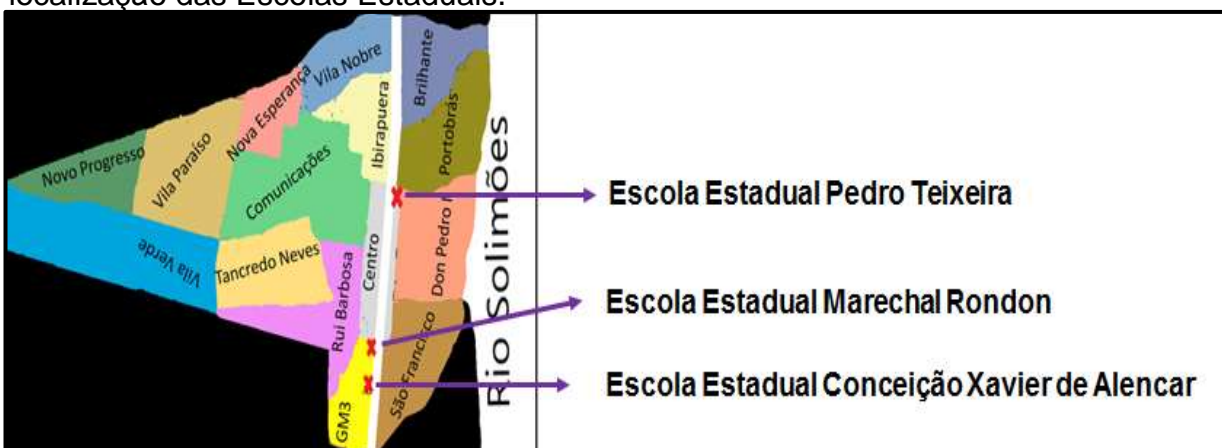 localização das Escolas Estaduais.
Vila Nobre
Brilhante
Nova Esperança
Ibirapuera
Portobrás
Novo Progresso
Vila Paraíso
Comunicações
Escola Estadual Pedro Teixeira
Vila Verde
Tancredo Neves
Rui Barbosa
Centro
Don Pedro I
Rio Solimões
Escola Estadual Marechal Rondon
São Francisco
GM3
Escola Estadual Conceição Xavier de Alencar